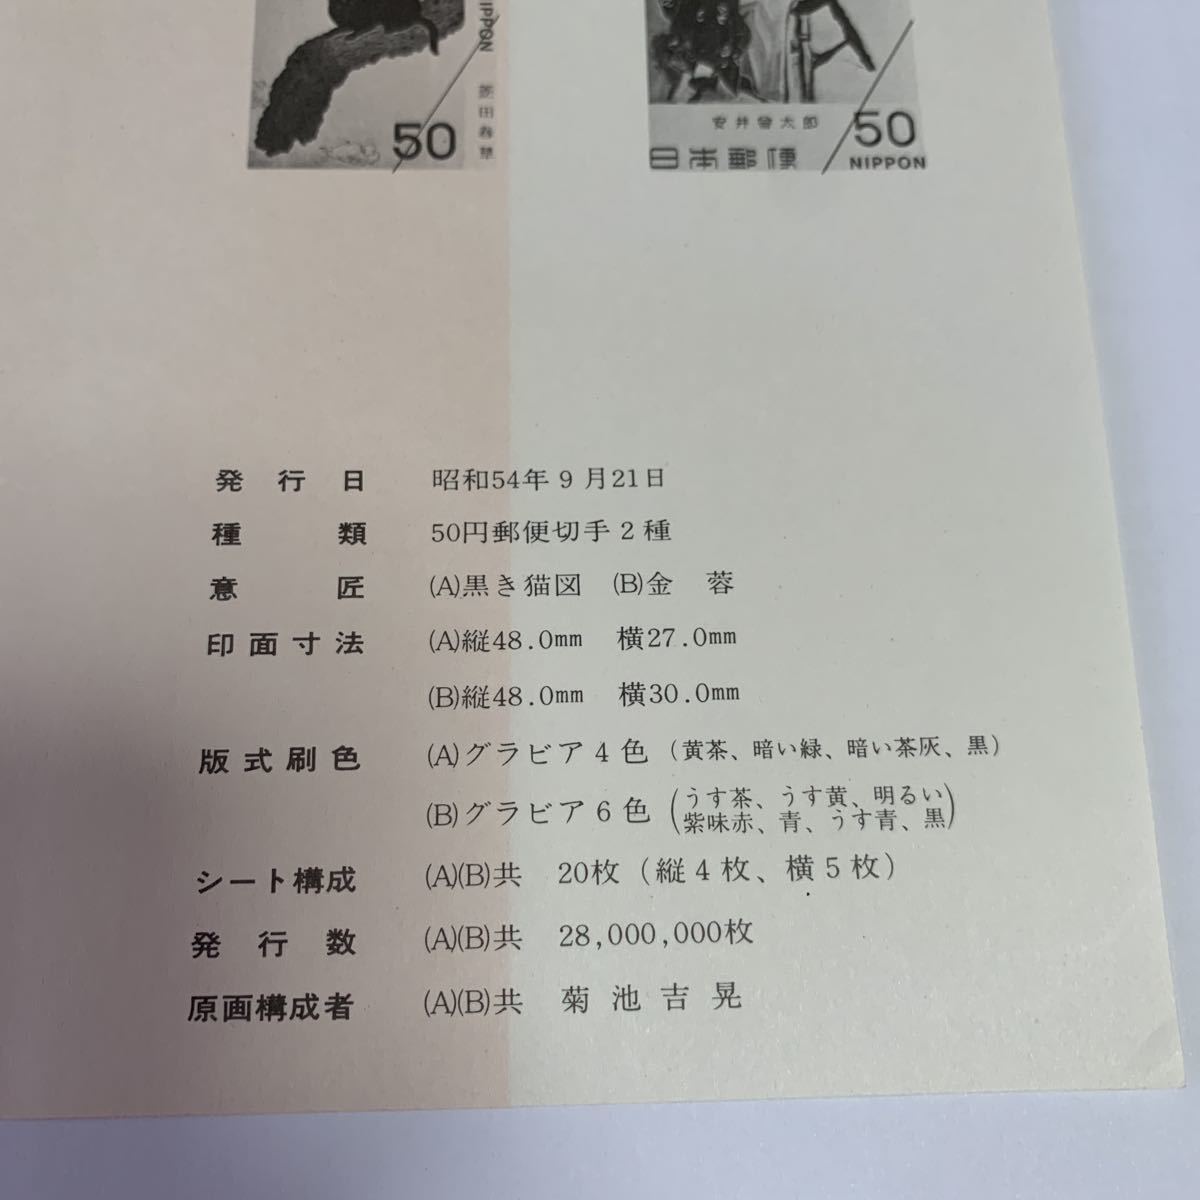 NIPPON
菱田春草
50
安井曾太郎
50
日本郵便
NIPPON
発行日 昭和54年9月21日
種類 50円郵便切手2種
意匠 (A)黒き猫図 (B)金蓉
印面寸法 (A)縦48.0mm 横27.0mm
(B)縦48.0mm 横30.0mm
版式刷色 (A)グラビア4色 (黄茶、暗い緑、暗い茶灰、黒)
(B)グラビア6色 (うす茶、うす黄、明るい
紫味赤、青、うす青、黒)
シート構成 (A)(B)共 20枚(縦4枚、横5枚)
発行数 (A)(B)共 28,000,000枚
原画構成者 (A)(B)共 菊池吉晃